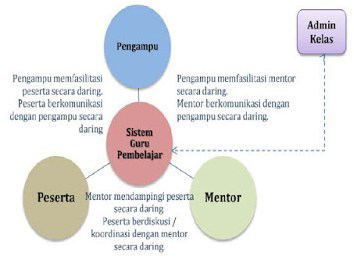 Admin
Kelas
Pengampu
Pengampu memfasilitasi
peserta secara daring.
Peserta berkomunikasi
dengan pengampu secara
daring
Pengampu memfasilitasi mentor
secara daring.
Mentor berkomunikasi dengan
pengampu secara daring.
Sistem
Guru
Pembelajar
Peserta
Mentor mendampingi peserta
secara daring.
Peserta berdiskusi /
koordinasi dengan mentor
secara daring
Mentor